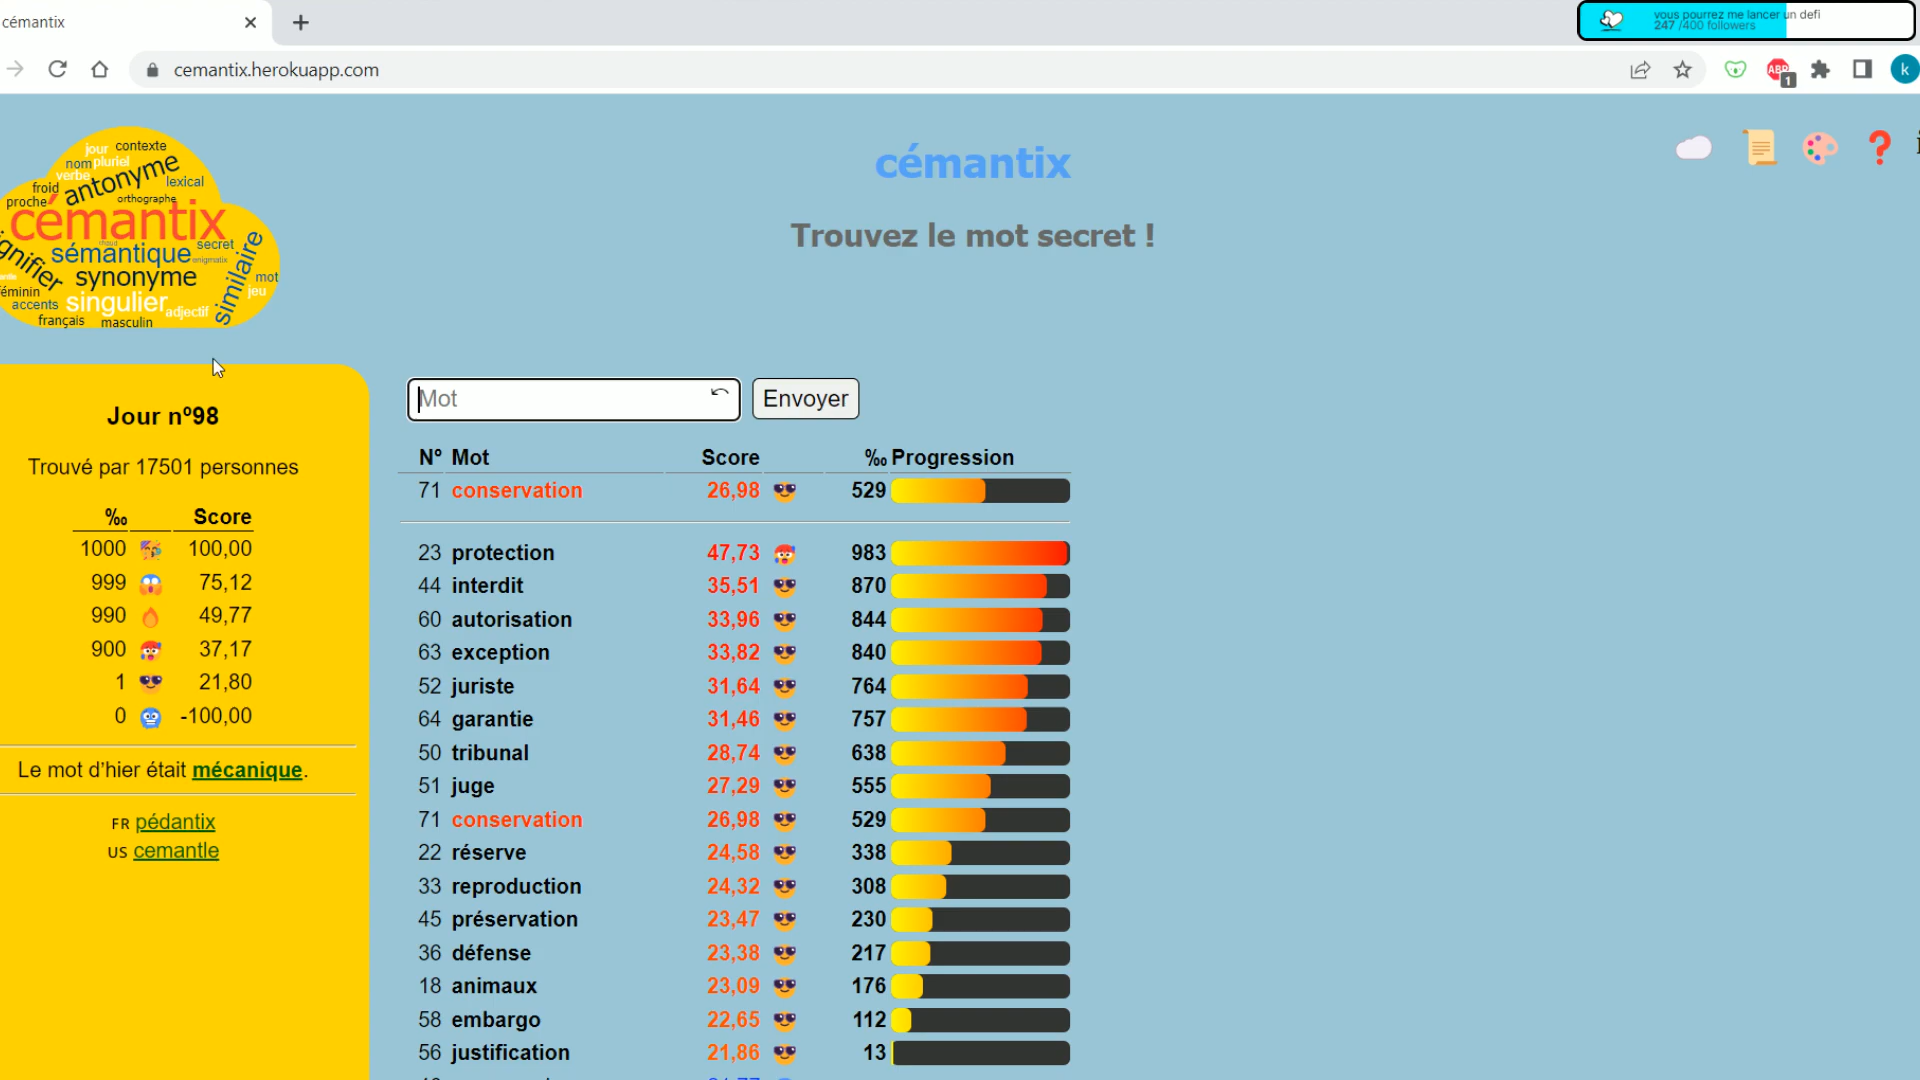 cémantix
vous pourrez me lancer un defi
247 /400 followers
cemantix.herokuapp.com
ABP
1
k
jour contexte
nom pluriel
verbe antonyme
froid lexical
proche orthographe
cémantix
sémantique secret
enigmatix
synonyme
similaire
mot
jeu
féminin
accents singulier adjectif
français masculin
cémantix
Trouvez le mot secret !
Mot
Envoyer
Jour nº98
Trouvé par 17501 personnes
‰ Score
1000 100,00
999 75,12
990 49,77
900 37,17
1 21,80
0 -100,00
Le mot d’hier était mécanique.
FR pédantix
US cemantle
Nº Mot Score ‰ Progression
71 conservation 26,98 529
23 protection 47,73 983
44 interdit 35,51 870
60 autorisation 33,96 844
63 exception 33,82 840
52 juriste 31,64 764
64 garantie 31,46 757
50 tribunal 28,74 638
51 juge 27,29 555
71 conservation 26,98 529
22 réserve 24,58 338
33 reproduction 24,32 308
45 préservation 23,47 230
36 défense 23,38 217
18 animaux 23,09 176
58 embargo 22,65 112
56 justification 21,86 13